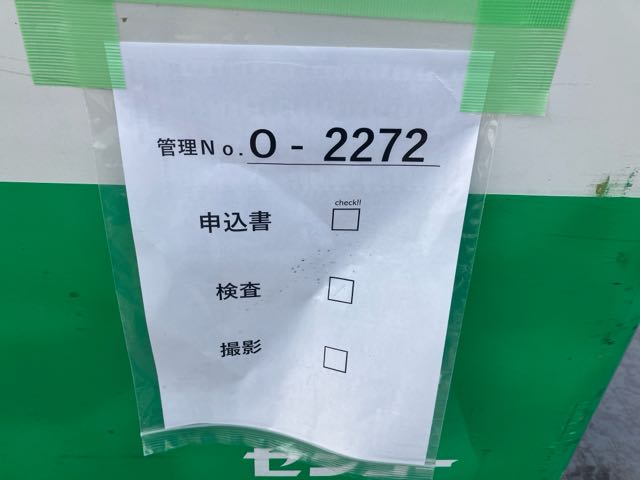 管理No. O - 2272
check!!
申込書 □
検査 □
撮影 □